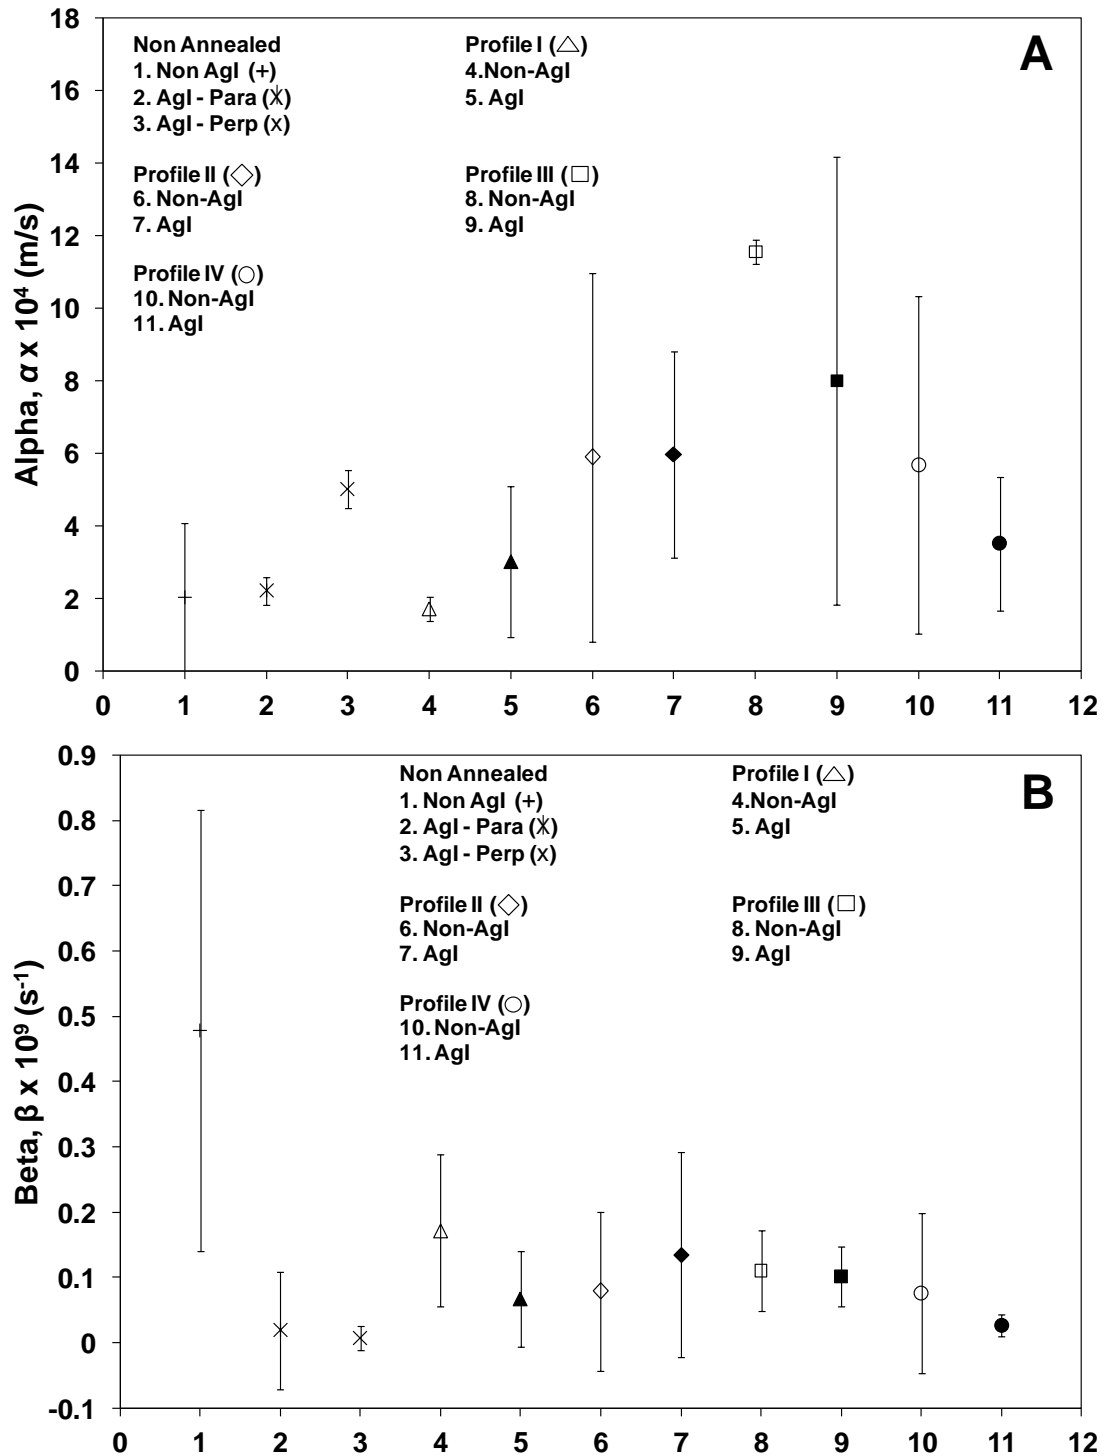 A
Non Annealed
1. Non AgI (+)
2. AgI - Para (ж)
3. AgI - Perp (x)
Profile I (△)
4.Non-AgI
5. AgI
Profile II (◇)
6. Non-AgI
7. AgI
Profile III (□)
8. Non-AgI
9. AgI
Profile IV (○)
10. Non-AgI
11. AgI
Alpha, α x 10⁴ (m/s)
18
16
14
12
10
8
6
4
2
0
0 1 2 3 4 5 6 7 8 9 10 11 12
B
Non Annealed
1. Non AgI (+)
2. AgI - Para (ж)
3. AgI - Perp (x)
Profile I (△)
4.Non-AgI
5. AgI
Profile II (◇)
6. Non-AgI
7. AgI
Profile III (□)
8. Non-AgI
9. AgI
Profile IV (○)
10. Non-AgI
11. AgI
Beta, β x 10⁹ (s⁻¹)
0.9
0.8
0.7
0.6
0.5
0.4
0.3
0.2
0.1
0
-0.1
0 1 2 3 4 5 6 7 8 9 10 11 12